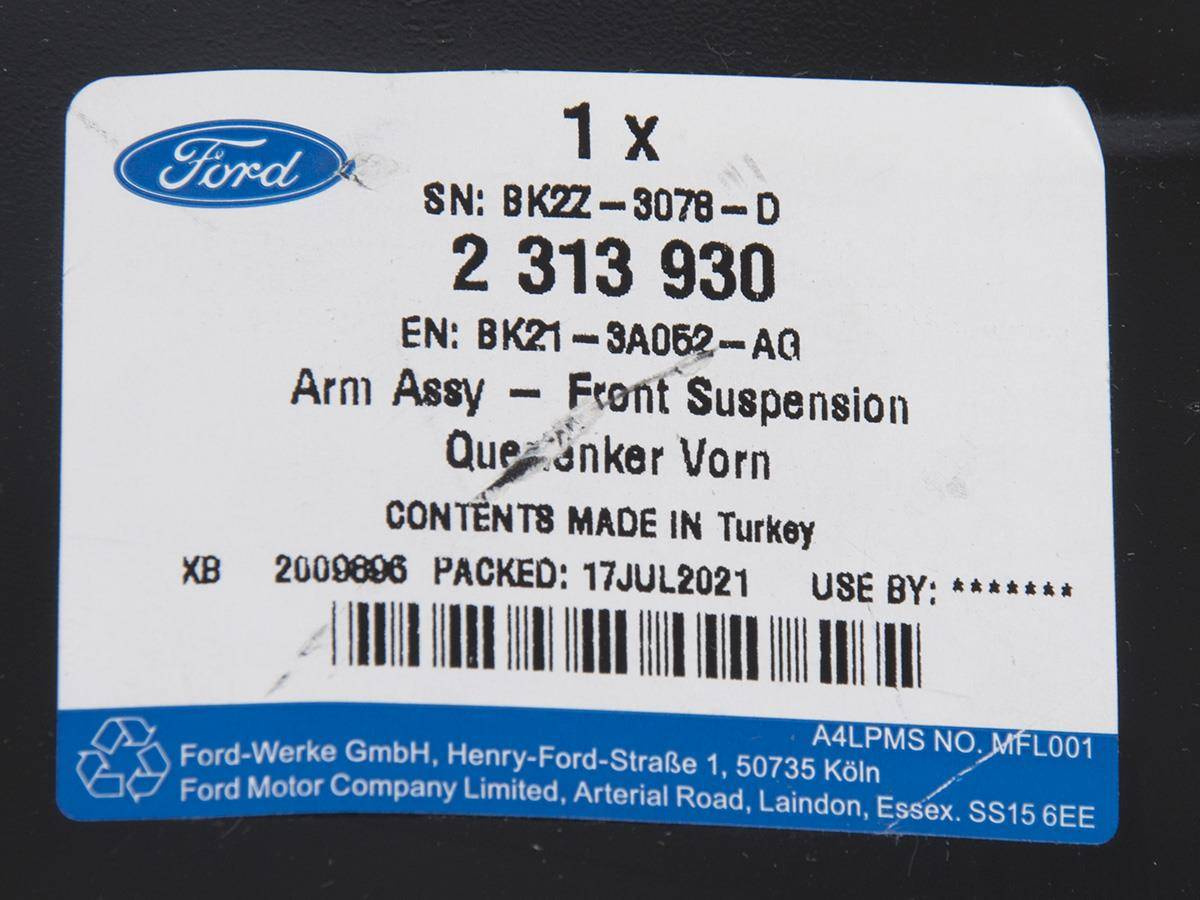 Ford
1 x
SN: BK2Z-3078-D
2 313 930
EN: BK21-3A052-AG
Arm Assy - Front Suspension
Vorn
CONTENTS MADE IN Turkey
XB 2009896 PACKED: 17JUL2021 USE BY: *******
A4LPMS NO. MFL001
Ford-Werke GmbH, Henry-Ford-Straße 1, 50735 Köln
Ford Motor Company Limited, Arterial Road, Laindon, Essex. SS15 6EE